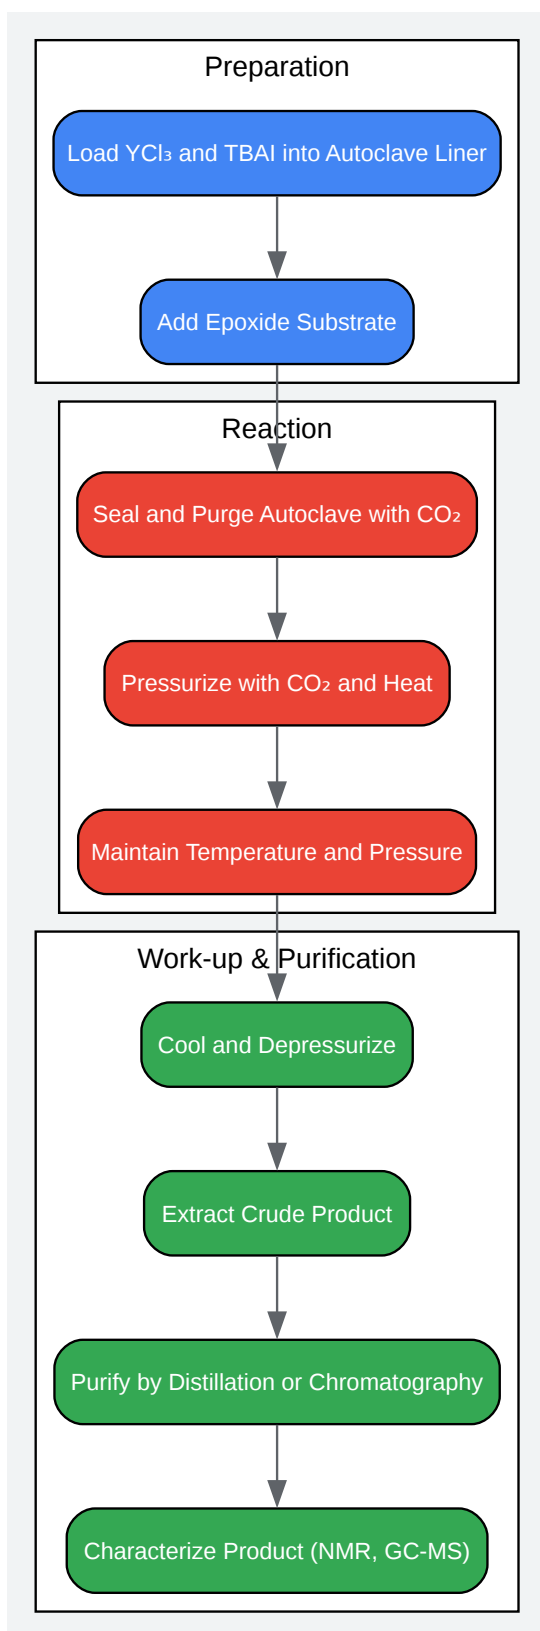 Preparation
Load YCl₃ and TBAI into Autoclave Liner
Add Epoxide Substrate
Reaction
Seal and Purge Autoclave with CO₂
Pressurize with CO₂ and Heat
Maintain Temperature and Pressure
Work-up & Purification
Cool and Depressurize
Extract Crude Product
Purify by Distillation or Chromatography
Characterize Product (NMR, GC-MS)